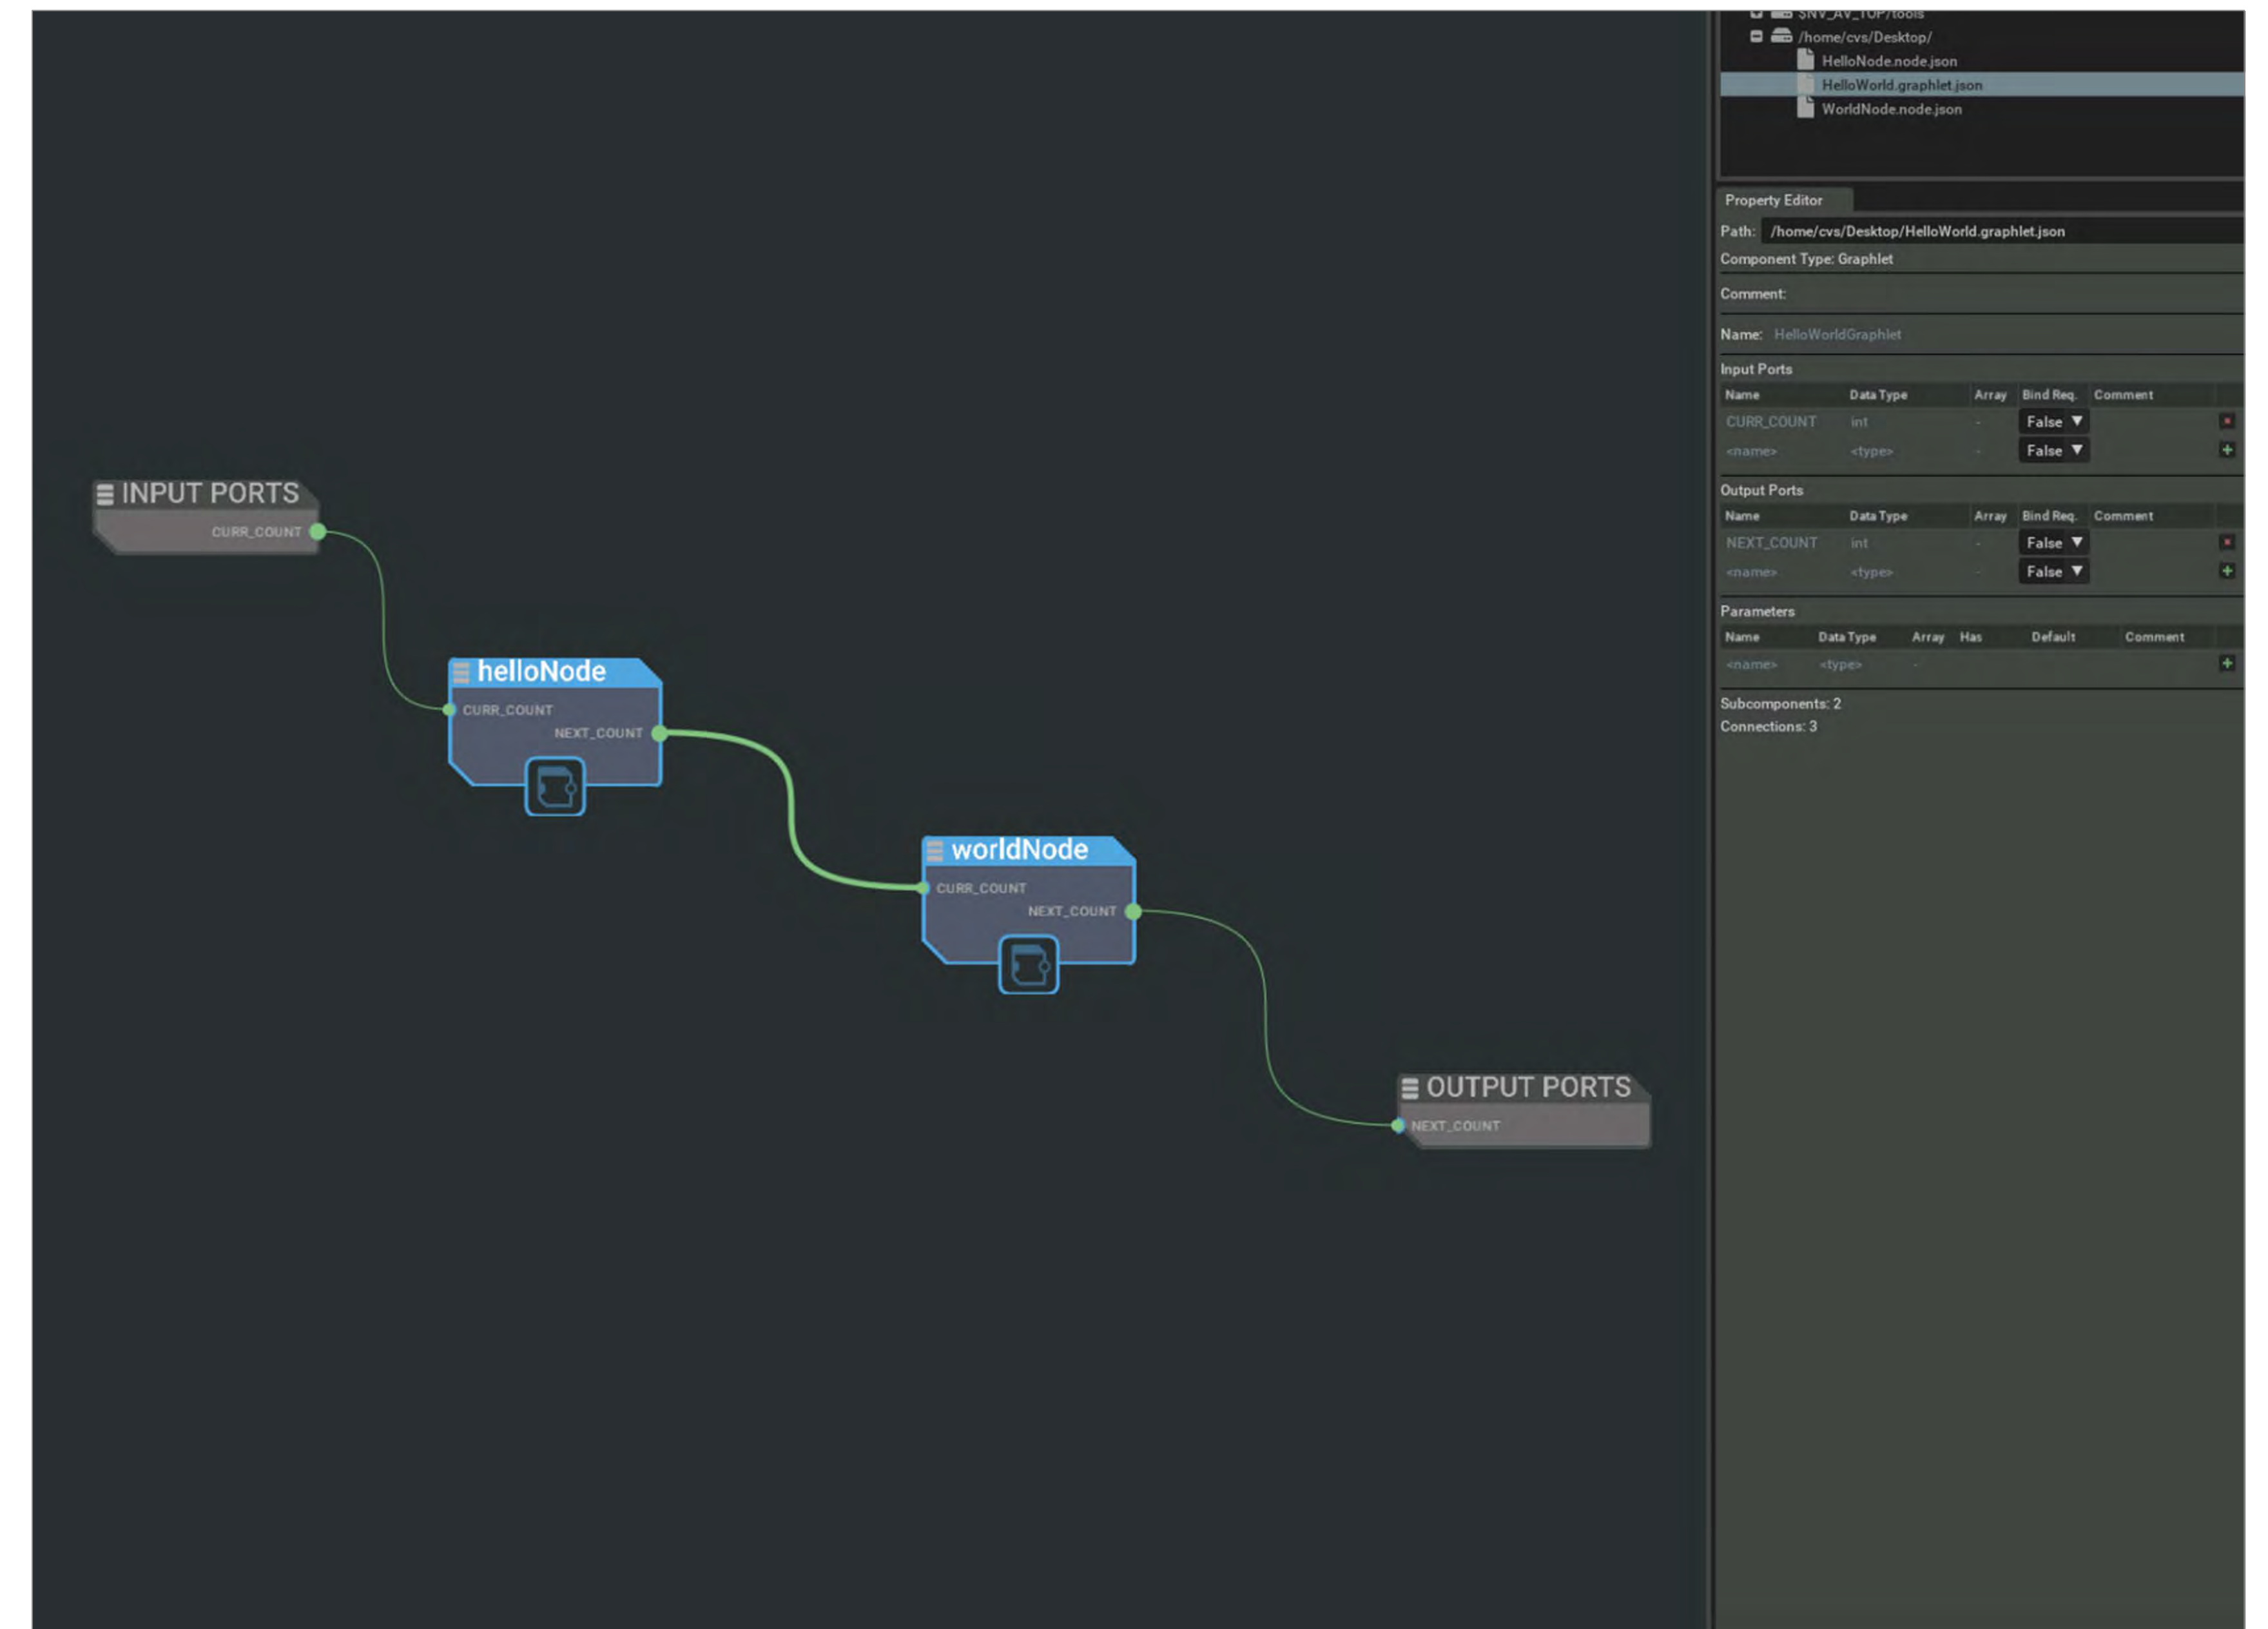 $NV_AV_TOP/tools
/home/cvs/Desktop/
HelloNode.node.json
HelloWorld.graphlet.json
WorldNode.node.json
Property Editor
Path: /home/cvs/Desktop/HelloWorld.graphlet.json
Component Type: Graphlet
Comment:
Name: HelloWorldGraphlet
Input Ports
Name Data Type Array Bind Req. Comment
CURR_COUNT int - False
<name> <type> - False
Output Ports
Name Data Type Array Bind Req. Comment
NEXT_COUNT int - False
<name> <type> - False
Parameters
Name Data Type Array Has Default Comment
<name> <type> -
Subcomponents: 2
Connections: 3
INPUT PORTS
CURR_COUNT
helloNode
CURR_COUNT
NEXT_COUNT
worldNode
CURR_COUNT
NEXT_COUNT
OUTPUT PORTS
NEXT_COUNT